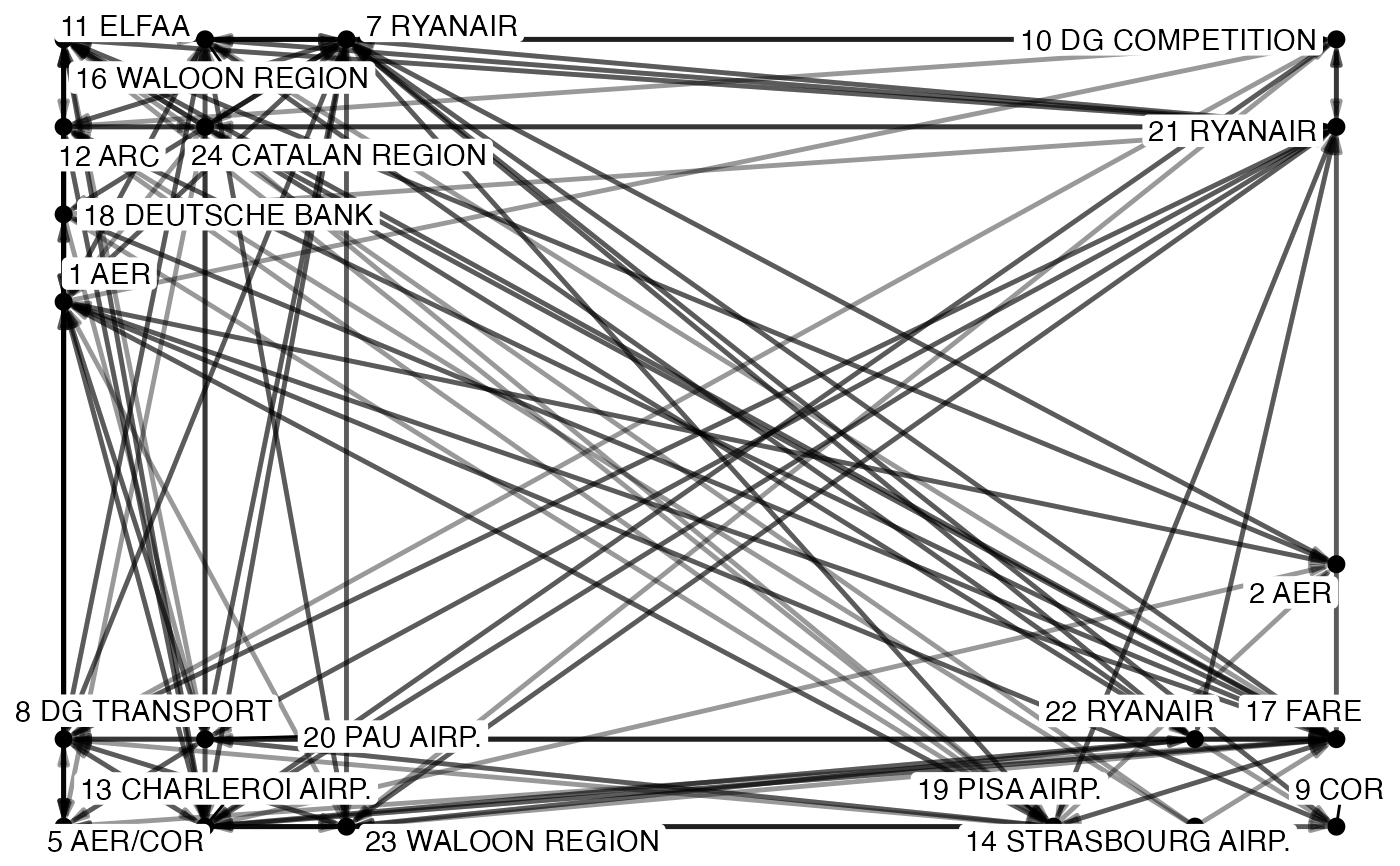 11 ELFAA
7 RYANAIR
10 DG COMPETITION
16 WALOON REGION
21 RYANAIR
12 ARC
24 CATALAN REGION
18 DEUTSCHE BANK
1 AER
2 AER
8 DG TRANSPORT
22 RYANAIR
17 FARE
20 PAU AIRP.
13 CHARLEROI AIRP.
19 PISA AIRP.
9 COR
5 AER/COR
23 WALOON REGION
14 STRASBOURG AIRP.